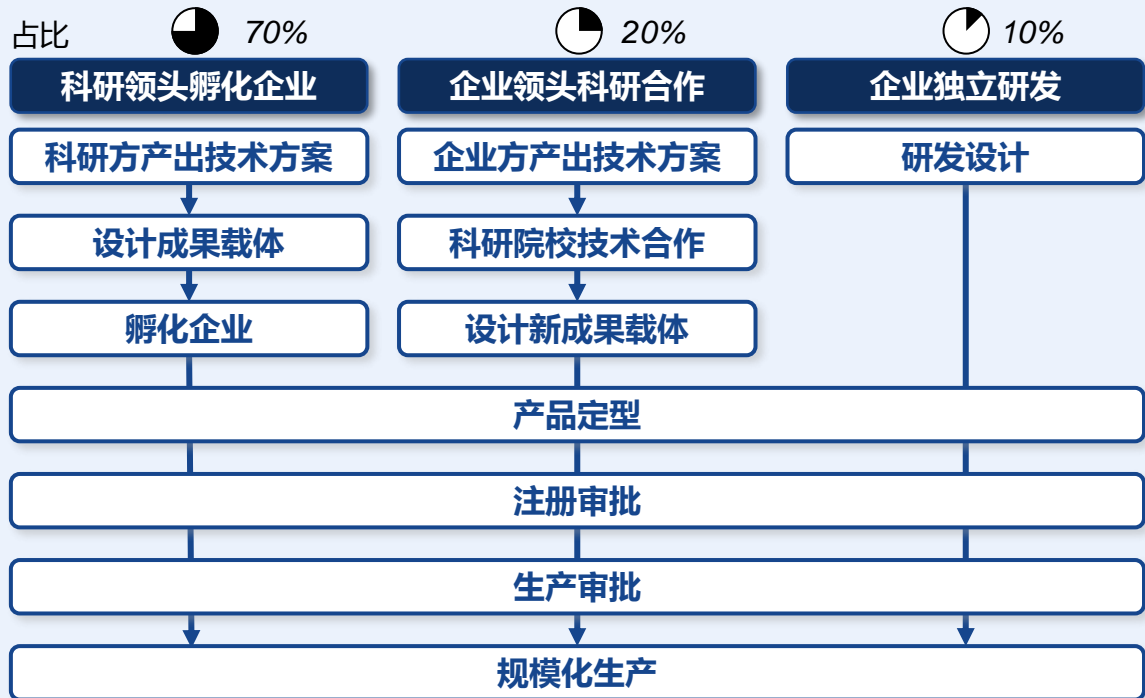 占比 70% 20% 10%
科研领头孵化企业 企业领头科研合作 企业独立研发
科研方产出技术方案 企业方产出技术方案 研发设计
设计成果载体 科研院校技术合作
孵化企业 设计新成果载体
产品定型
注册审批
生产审批
规模化生产